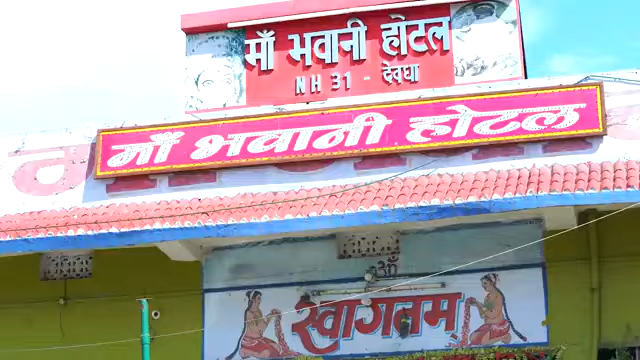 माँ भवानी होटल
NH 31 - देवघा
माँ भवानी होटल
ॐ
स्वागतम्